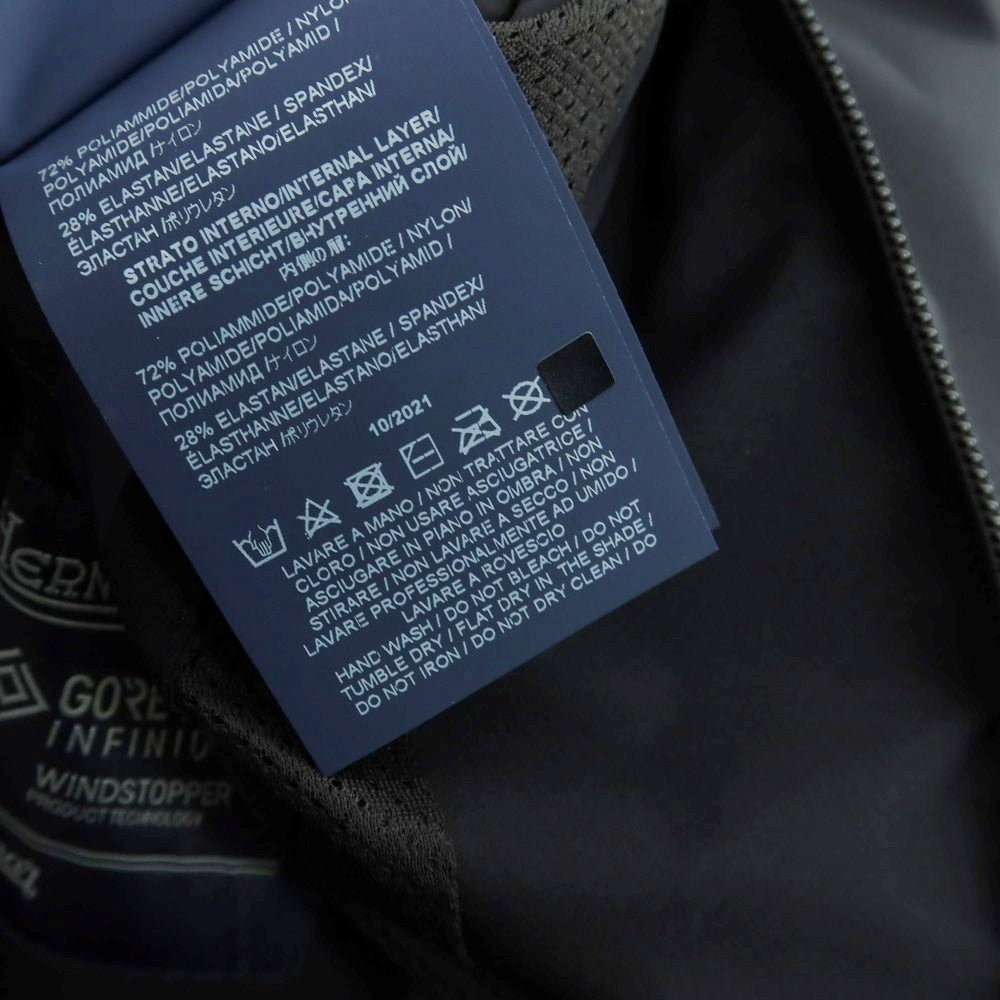 72% POLIAMMIDE/POLYAMIDE / NYLON/
POLYAMIDE/POLIAMIDA/POLYAMID /
ПОЛИАМИД /ナイロン
28% ELASTAN/ELASTANE / SPANDEX/
ÉLASTHANNE/ELASTANO/ELASTHAN/
ЭЛАСТАН /ポリウレタン
STRATO INTERNO/INTERNAL LAYER/
COUCHE INTERIEURE/CAPA INTERNA/
INNERE SCHICHT/ВНУТРЕННИЙ СЛОЙ/
内側の層:
72% POLIAMMIDE/POLYAMIDE / NYLON/
POLYAMIDE/POLIAMIDA/POLYAMID /
ПОЛИАМИД /ナイロン
28% ELASTAN/ELASTANE / SPANDEX/
ÉLASTHANNE/ELASTANO/ELASTHAN/
ЭЛАСТАН /ポリウレタン
10/2021
LAVARE A MANO / NON TRATTARE CON
CLORO / NON USARE ASCIUGATRICE /
ASCIUGARE IN PIANO IN OMBRA / NON
STIRARE / NON LAVARE A SECCO / NON
LAVARE PROFESSIONALMENTE AD UMIDO /
LAVARE A ROVESCIO
HAND WASH / DO NOT BLEACH / DO NOT
TUMBLE DRY / FLAT DRY IN THE SHADE /
DO NOT IRON / DO NOT DRY CLEAN / DO
HERN
GORE
INFINIU
WINDSTOPPER
PRODUCT TECHNOLOGY